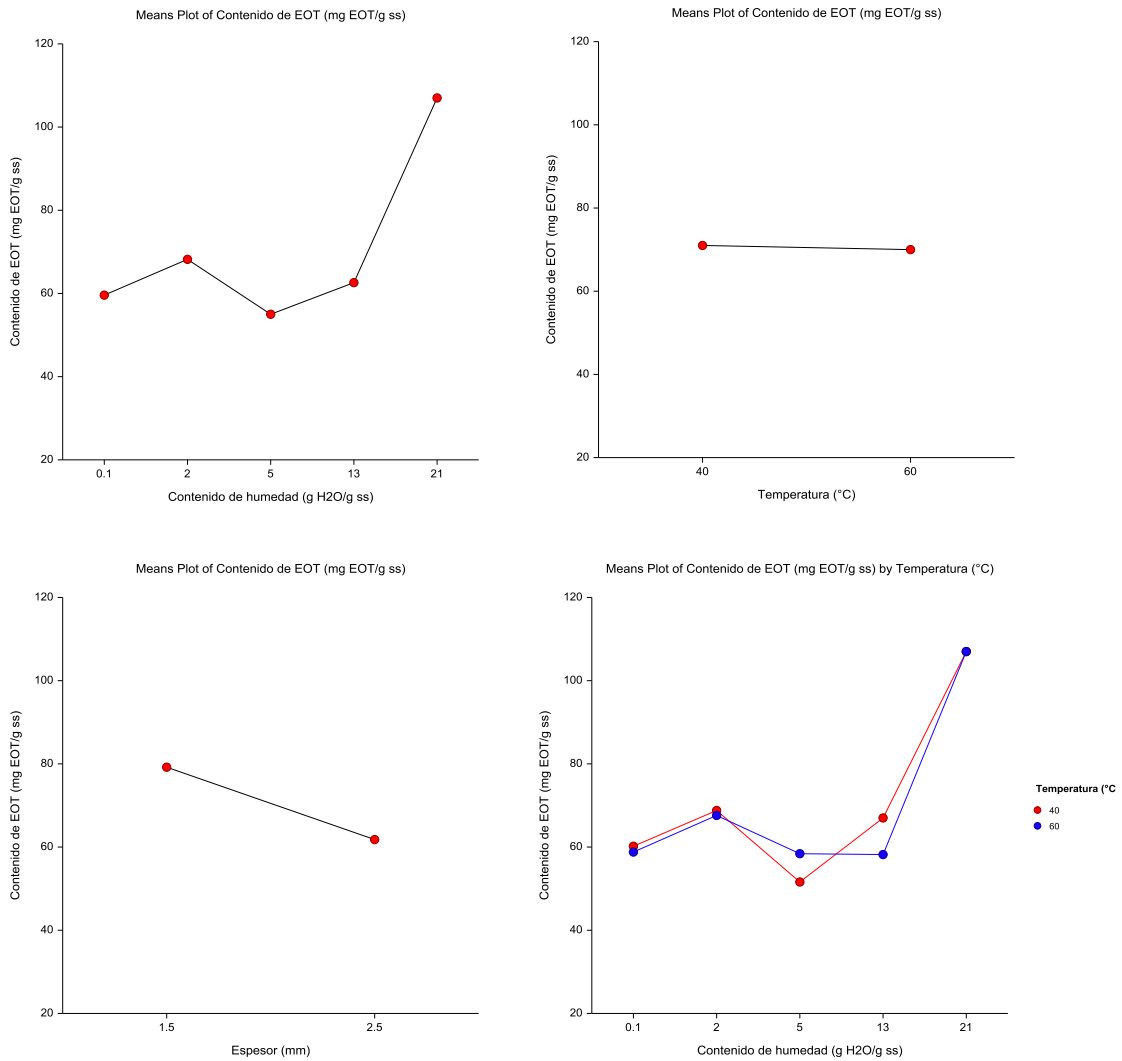 Means Plot of Contenido de EOT (mg EOT/g ss)
Contenido de EOT (mg EOT/g ss)
120
100
80
60
40
20
0.1 2 5 13 21
Contenido de humedad (g H2O/g ss)
Means Plot of Contenido de EOT (mg EOT/g ss)
Contenido de EOT (mg EOT/g ss)
120
100
80
60
40
20
40 60
Temperatura (°C)
Means Plot of Contenido de EOT (mg EOT/g ss)
Contenido de EOT (mg EOT/g ss)
120
100
80
60
40
20
1.5 2.5
Espesor (mm)
Means Plot of Contenido de EOT (mg EOT/g ss) by Temperatura (°C)
Contenido de EOT (mg EOT/g ss)
120
100
80
60
40
20
0.1 2 5 13 21
Contenido de humedad (g H2O/g ss)
Temperatura (°C
40
60